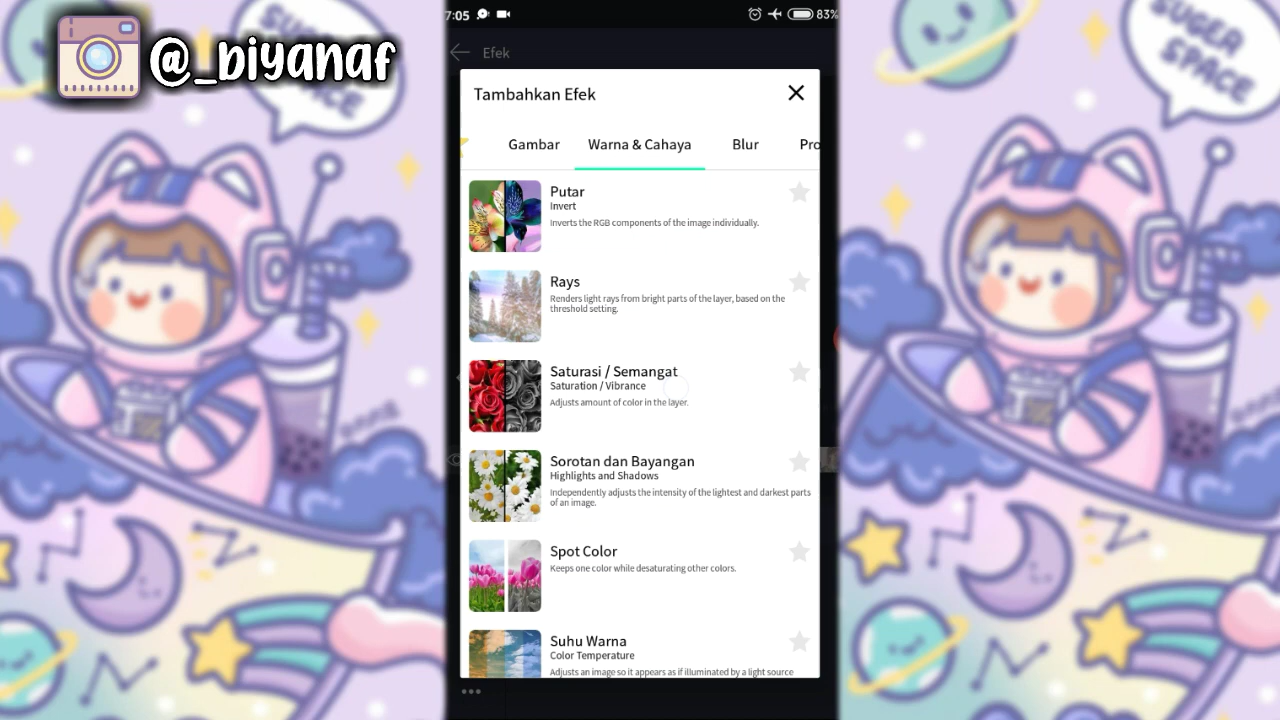 @_biyanaf
SUGER
SPACE
7:05
83%
Efek
Tambahkan Efek
Gambar
Warna & Cahaya
Blur
Pro
Putar
Invert
Inverts the RGB components of the image individually.
Rays
Renders light rays from bright parts of the layer, based on the
threshold setting.
Saturasi / Semangat
Saturation / Vibrance
Adjusts amount of color in the layer.
Sorotan dan Bayangan
Highlights and Shadows
Independently adjusts the intensity of the lightest and darkest parts
of an image.
Spot Color
Keeps one color while desaturating other colors.
Suhu Warna
Color Temperature
Adjusts an image so it appears as if illuminated by a light source